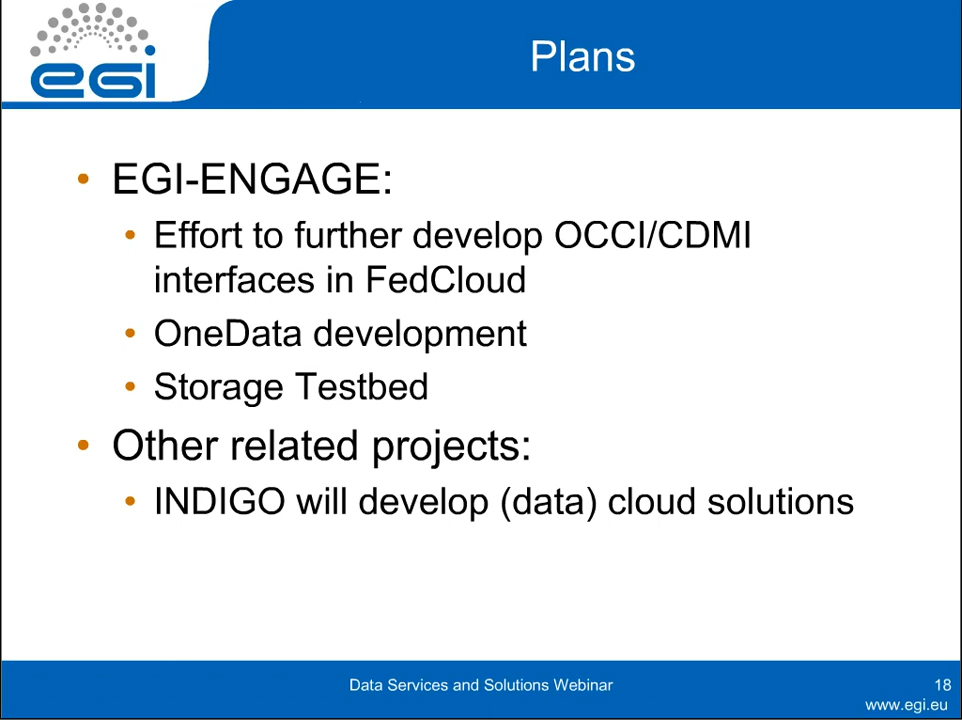 egi
Plans
• EGI-ENGAGE:
• Effort to further develop OCCI/CDMI
interfaces in FedCloud
• OneData development
• Storage Testbed
• Other related projects:
• INDIGO will develop (data) cloud solutions
Data Services and Solutions Webinar
18
www.egi.eu